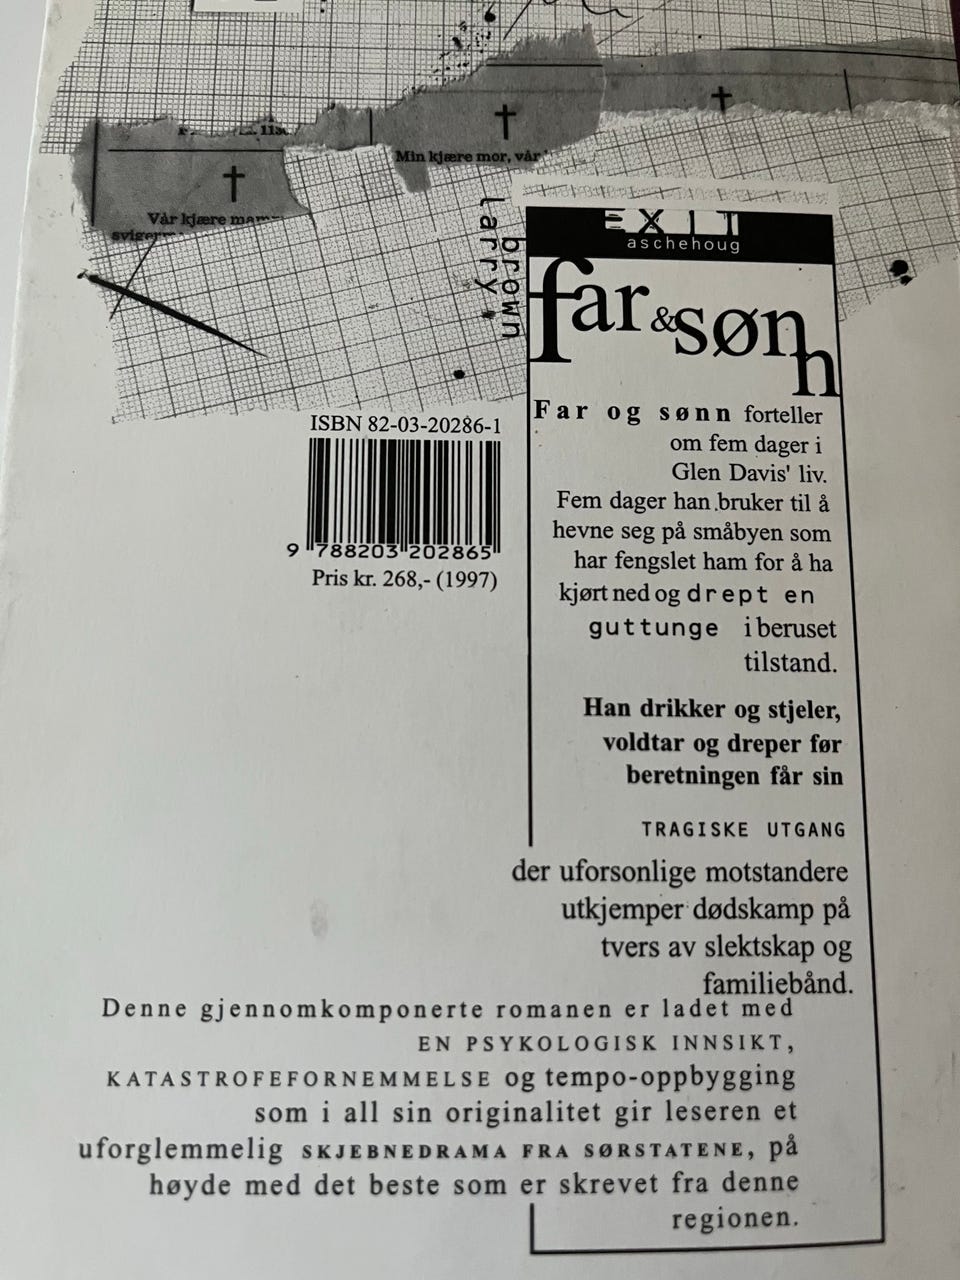 Min kjære mor, vår
Vår kjære
larry
brown
EXIT
aschehoug
far & sønn
ISBN 82-03-20286-1
9 788203 202865
Pris kr. 268,- (1997)
Far og sønn forteller
om fem dager i
Glen Davis' liv.
Fem dager han bruker til å
hevne seg på småbyen som
har fengslet ham for å ha
kjørt ned og drept en
guttunge i beruset
tilstand.
Han drikker og stjeler,
voldtar og dreper før
beretningen får sin
TRAGISKE UTGANG
der uforsonlige motstandere
utkjemper dødskamp på
tvers av slektskap og
familiebånd.
Denne gjennomkomponerte romanen er ladet med
EN PSYKOLOGISK INNSIKT,
KATASTROFEFORNEMMELSE og tempo-oppbygging
som i all sin originalitet gir leseren et
uforglemmelig SKJEBNEDRAMA FRA SØRSTATENE, på
høyde med det beste som er skrevet fra denne
regionen.